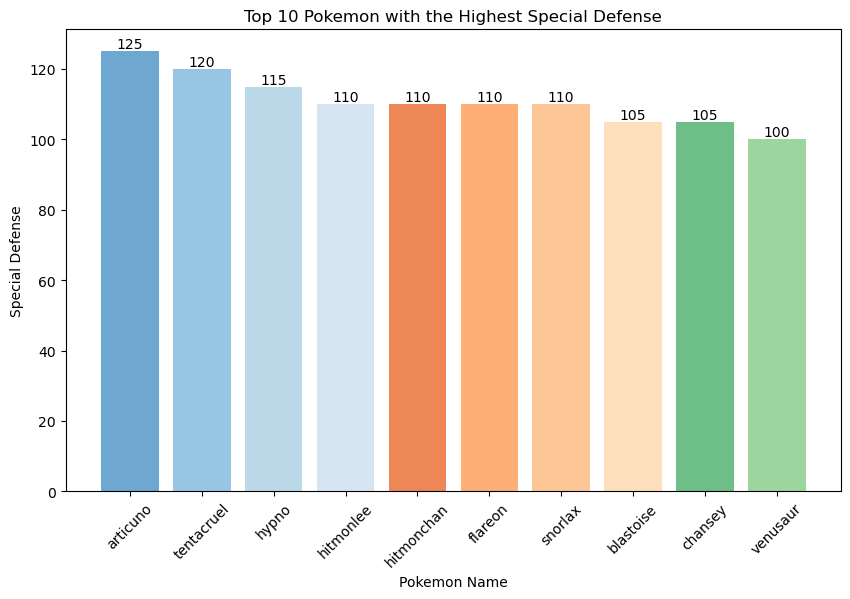 Top 10 Pokemon with the Highest Special Defense
125
120
115
110
110
110
110
105
105
100
120
100
80
60
40
20
0
Special Defense
articuno
tentacruel
hypno
hitmonlee
hitmonchan
flareon
snorlax
blastoise
chansey
venusaur
Pokemon Name